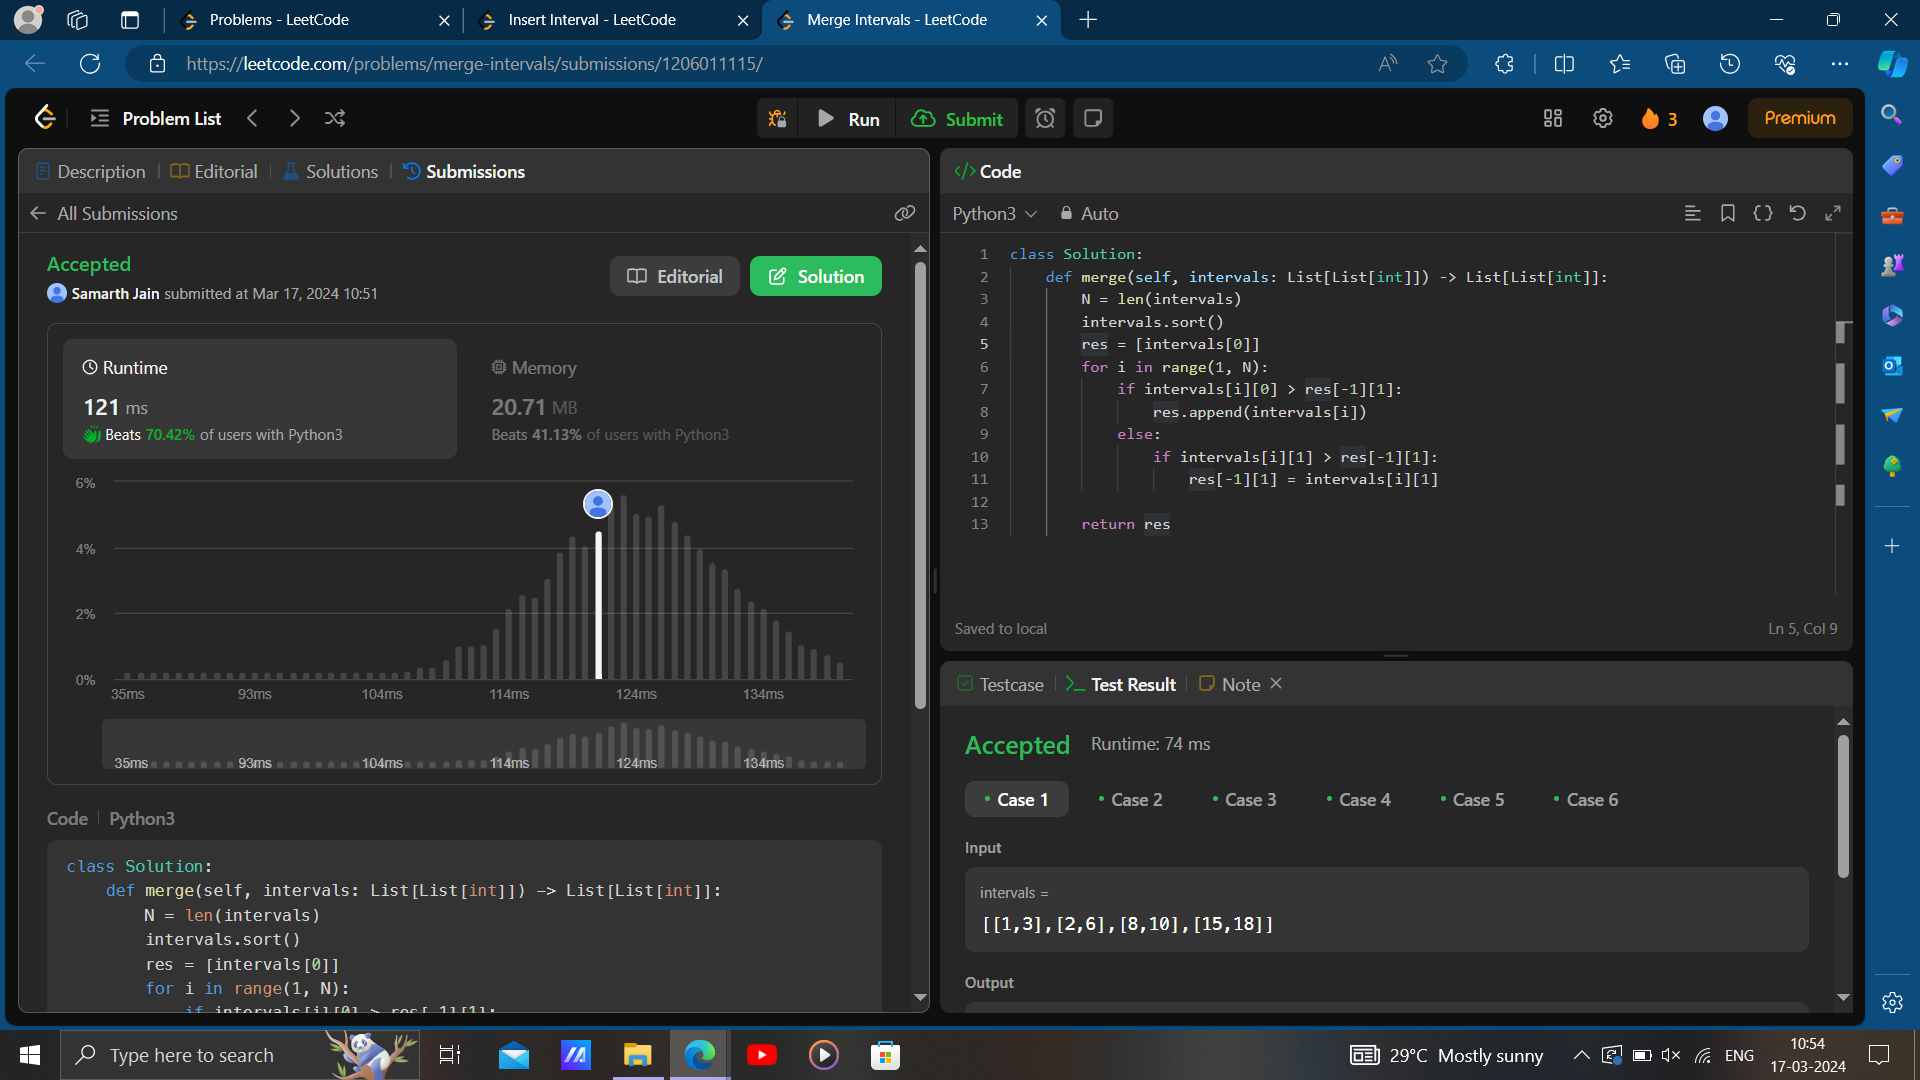 Problems - LeetCode
Insert Interval - LeetCode
Merge Intervals - LeetCode
https://leetcode.com/problems/merge-intervals/submissions/1206011115/
Problem List
Run
Submit
3
Premium
Description
Editorial
Solutions
Submissions
All Submissions
Accepted
Samarth Jain submitted at Mar 17, 2024 10:51
Editorial
Solution
Runtime
121 ms
Beats 70.42% of users with Python3
Memory
20.71 MB
Beats 41.13% of users with Python3
6%
4%
2%
0%
35ms 93ms 104ms 114ms 124ms 134ms
35ms 93ms 104ms 114ms 124ms 134ms
Code Python3
class Solution:
def merge(self, intervals: List[List[int]]) -> List[List[int]]:
N = len(intervals)
intervals.sort()
res = [intervals[0]]
for i in range(1, N):
if intervals[i][0] > res[-1][1]:
</> Code
Python3 Auto
1 class Solution:
2 def merge(self, intervals: List[List[int]]) -> List[List[int]]:
3 N = len(intervals)
4 intervals.sort()
5 res = [intervals[0]]
6 for i in range(1, N):
7 if intervals[i][0] > res[-1][1]:
8 res.append(intervals[i])
9 else:
10 if intervals[i][1] > res[-1][1]:
11 res[-1][1] = intervals[i][1]
12
13 return res
Saved to local
Ln 5, Col 9
Testcase
Test Result
Note
Accepted Runtime: 74 ms
Case 1
Case 2
Case 3
Case 4
Case 5
Case 6
Input
intervals =
[[1,3],[2,6],[8,10],[15,18]]
Output
Type here to search
29°C Mostly sunny
ENG
10:54
17-03-2024